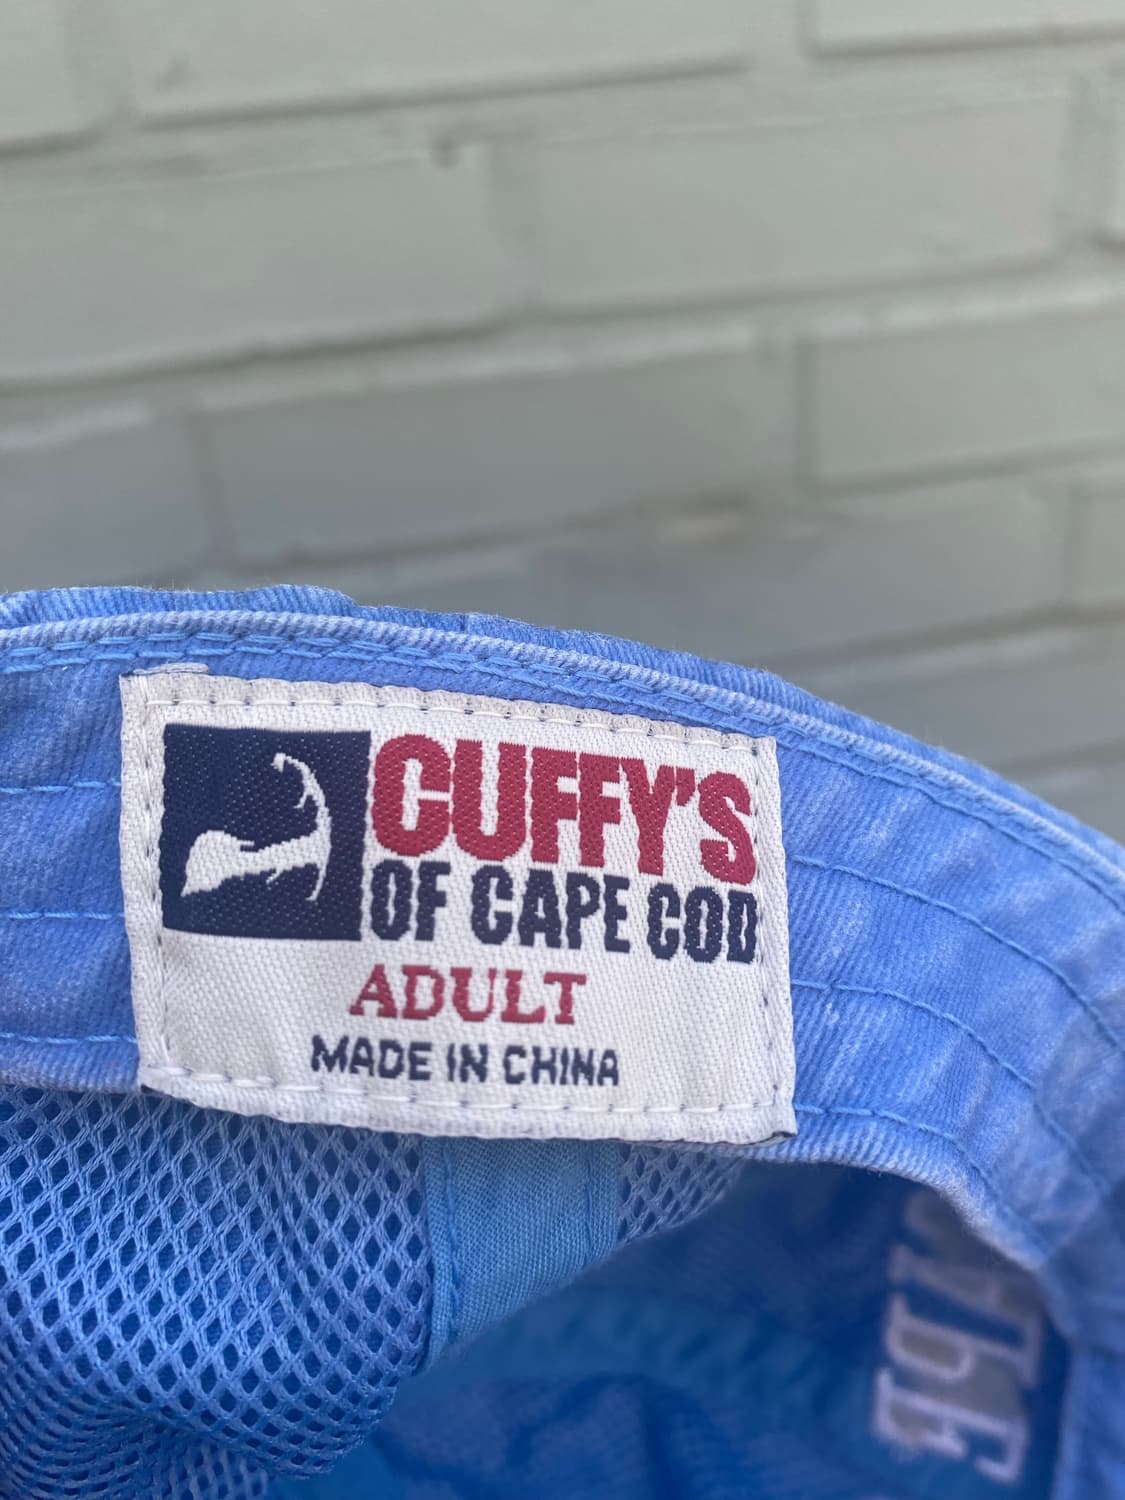 CUFFY'S
OF CAPE COD
ADULT
MADE IN CHINA